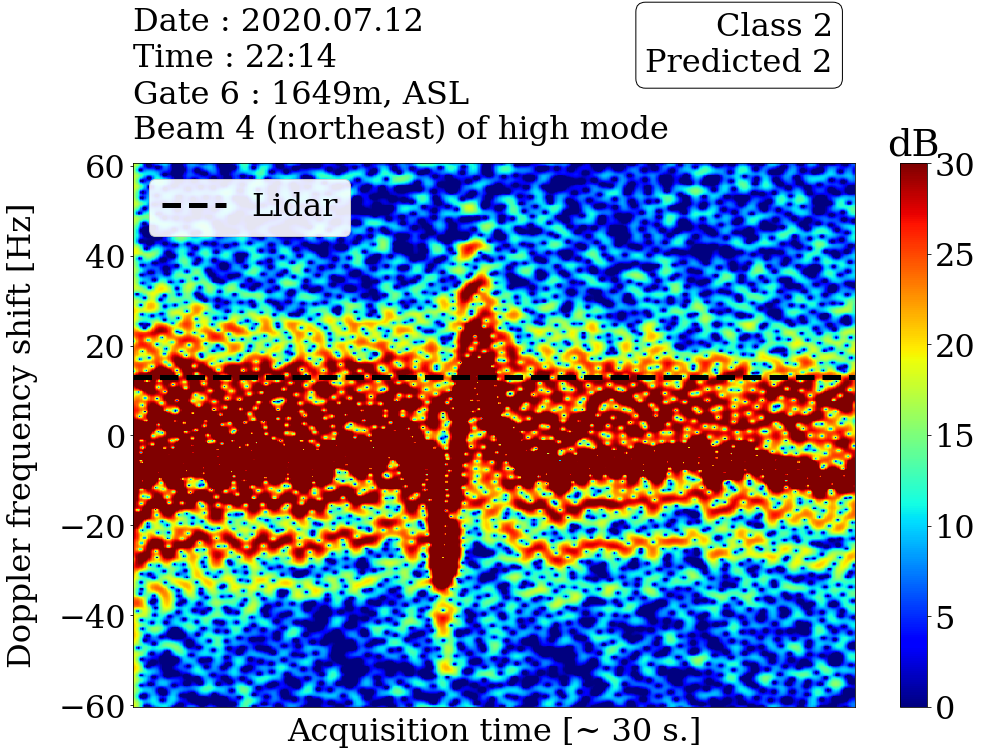 Date : 2020.07.12
Time : 22:14
Gate 6 : 1649m, ASL
Beam 4 (northeast) of high mode
Class 2
Predicted 2
dB
Lidar
Doppler frequency shift [Hz]
60
40
20
0
−20
−40
−60
30
25
20
15
10
5
0
Acquisition time [~ 30 s.]